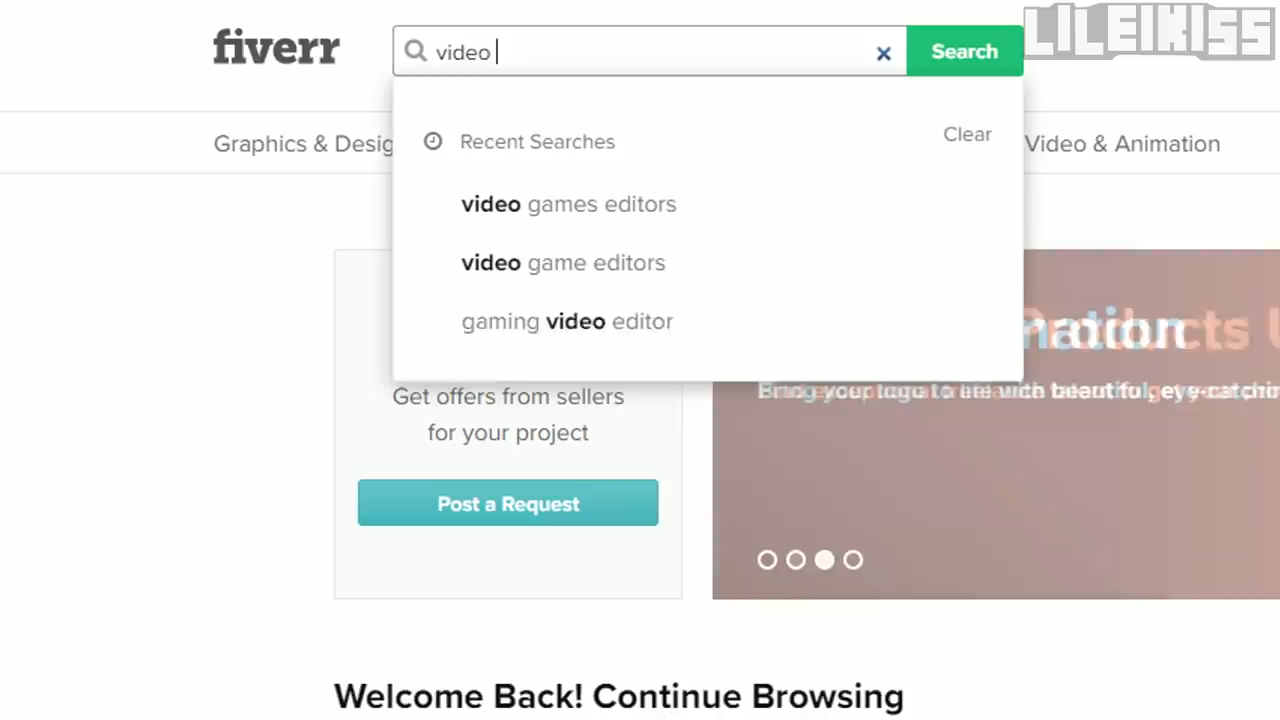 fiverr
video
Search
LILEIKISS
Recent Searches
Clear
Graphics & Desig
Video & Animation
video games editors
video game editors
gaming video editor
Get offers from sellers
for your project
Post a Request
Welcome Back! Continue Browsing